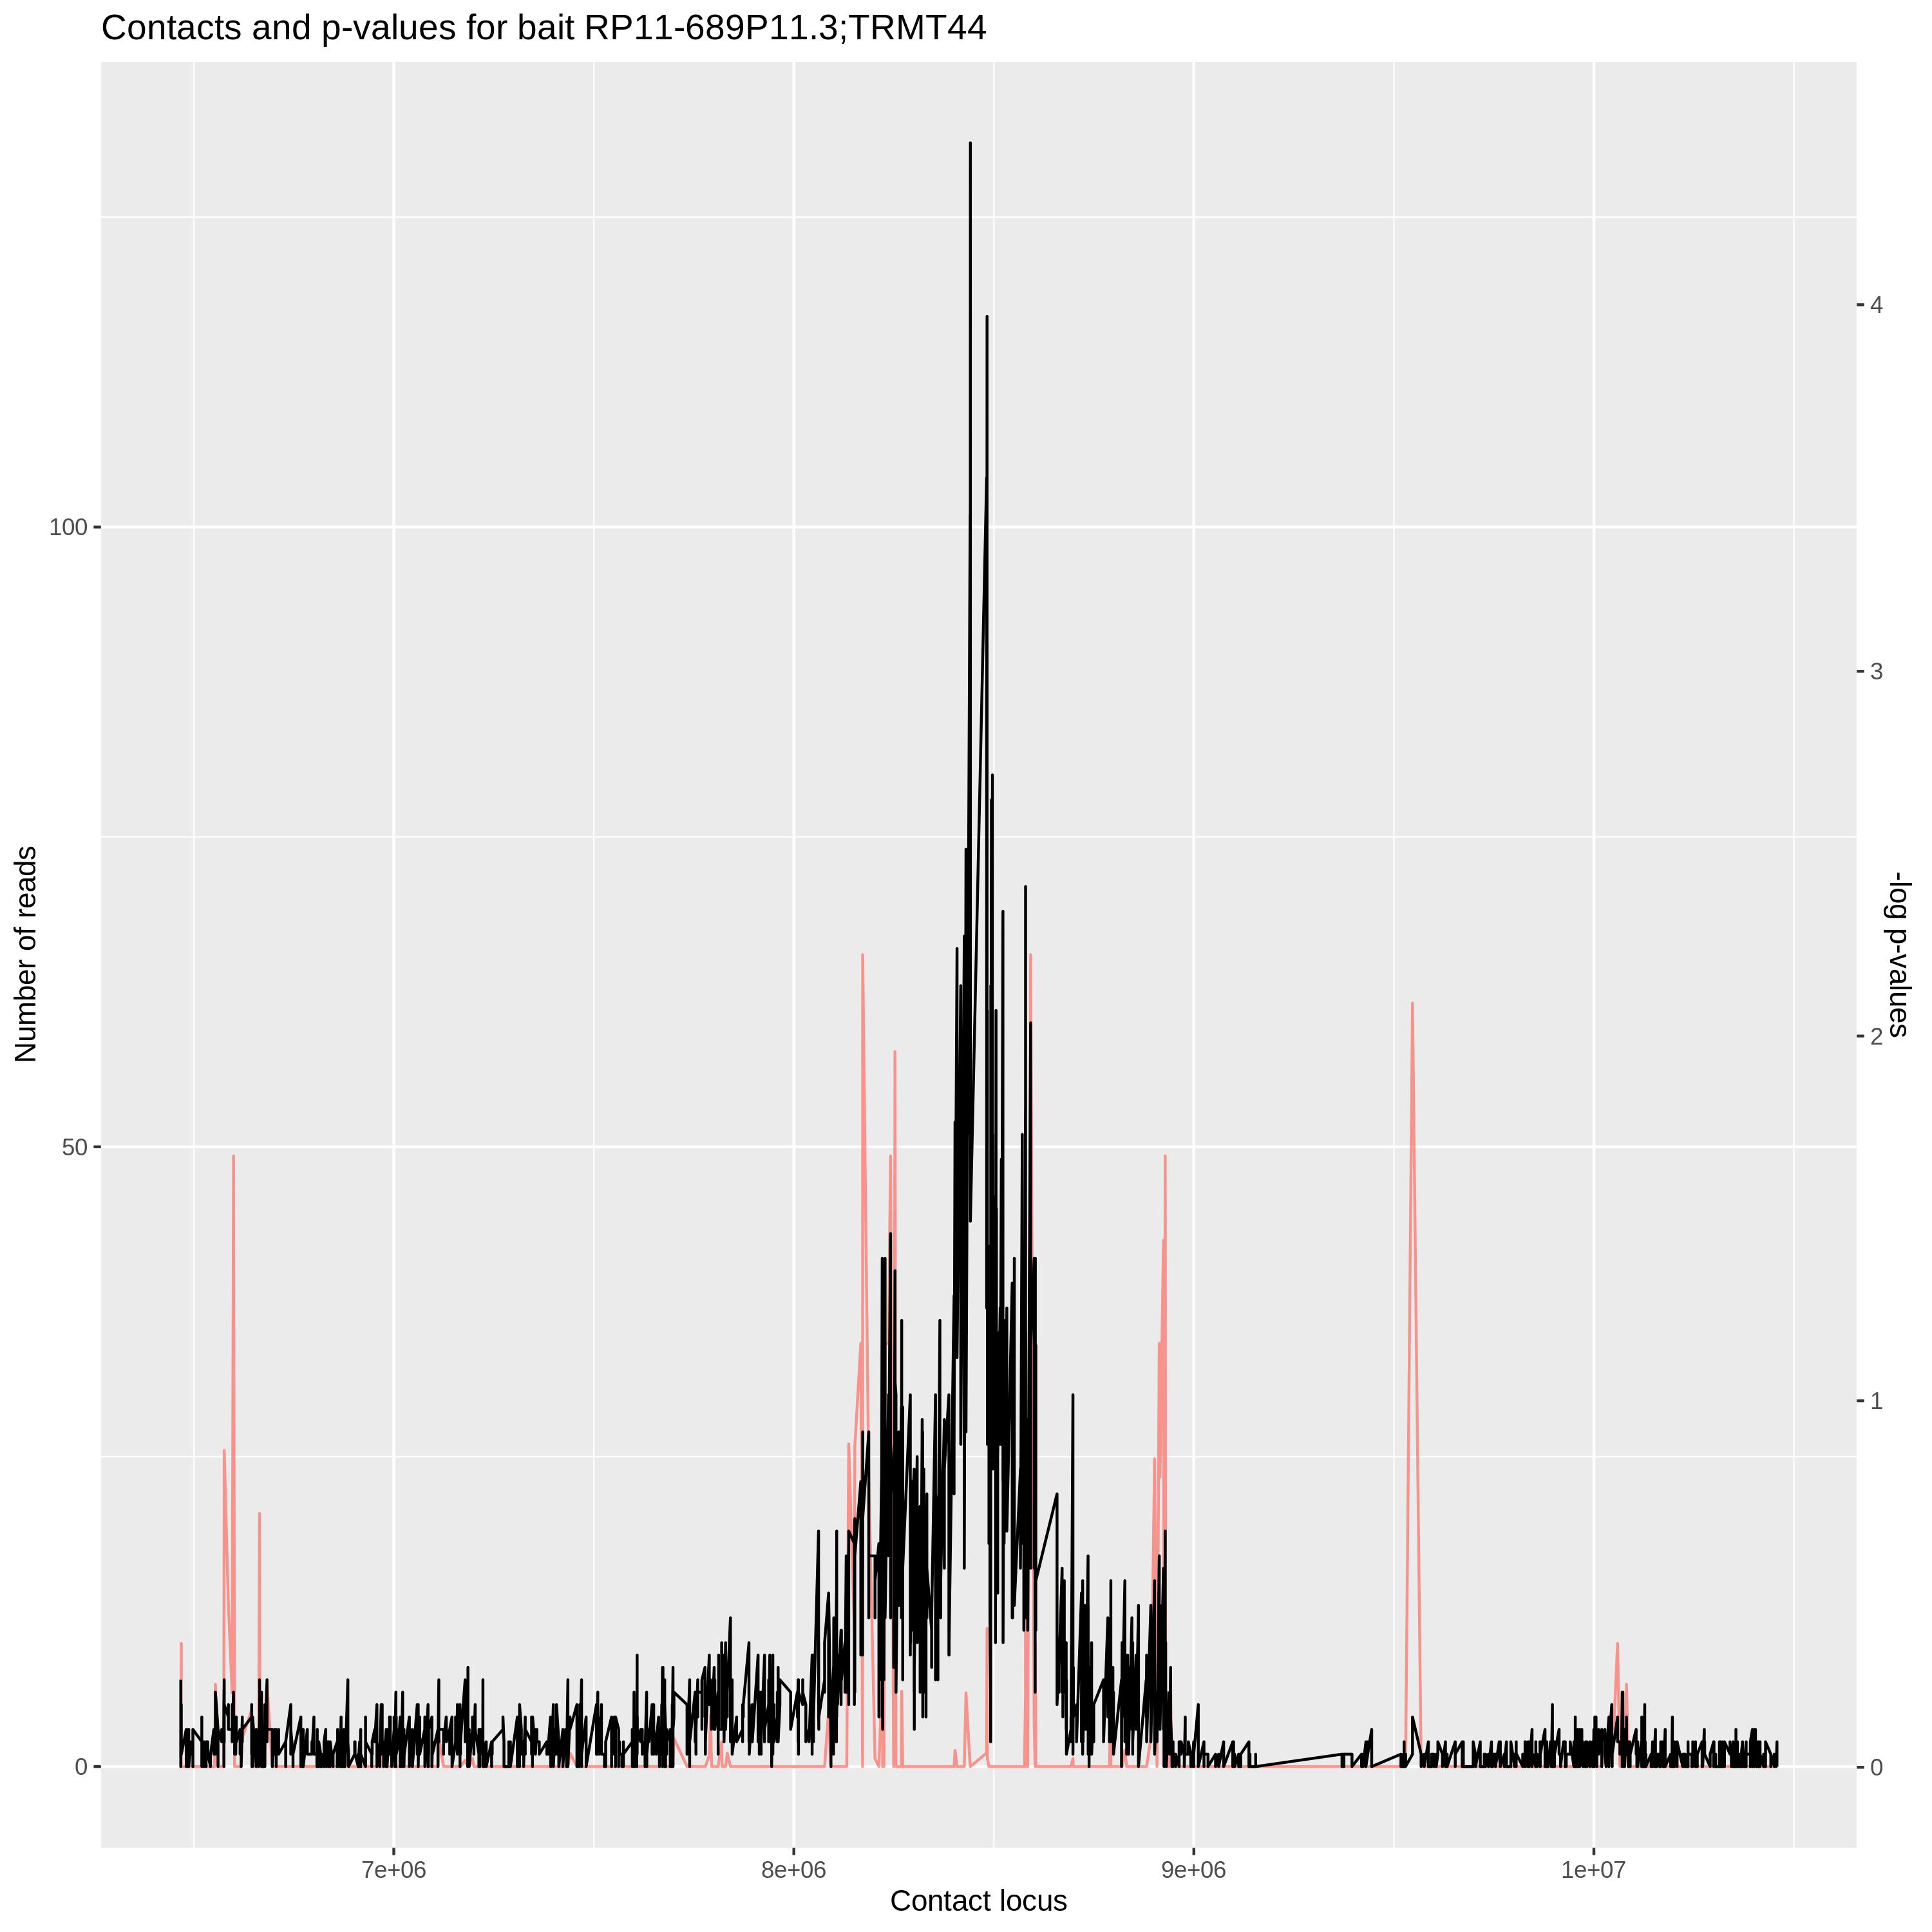 Contacts and p-values for bait RP11-689P11.3;TRMT44
Number of reads
100
50
0
4
3
2
1
0
-log p-values
7e+06
8e+06
9e+06
1e+07
Contact locus